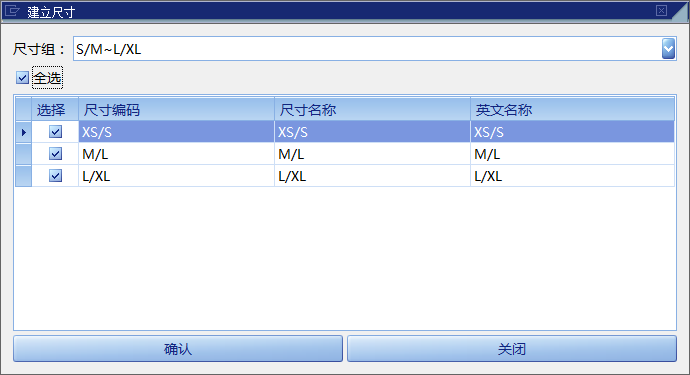 建立尺寸
尺寸组： S/M~L/XL
全选
选择 尺寸编码 尺寸名称 英文名称
XS/S XS/S XS/S
M/L M/L M/L
L/XL L/XL L/XL
确认 关闭